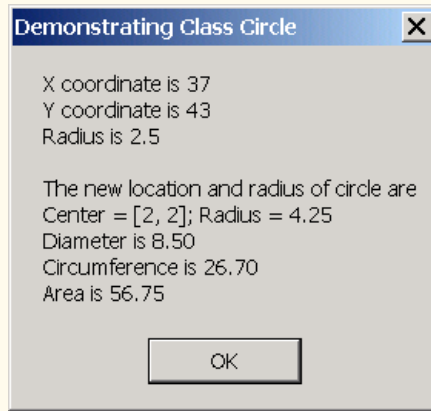 Demonstrating Class Circle
X coordinate is 37
Y coordinate is 43
Radius is 2.5
The new location and radius of circle are
Center = [2, 2]; Radius = 4.25
Diameter is 8.50
Circumference is 26.70
Area is 56.75
OK